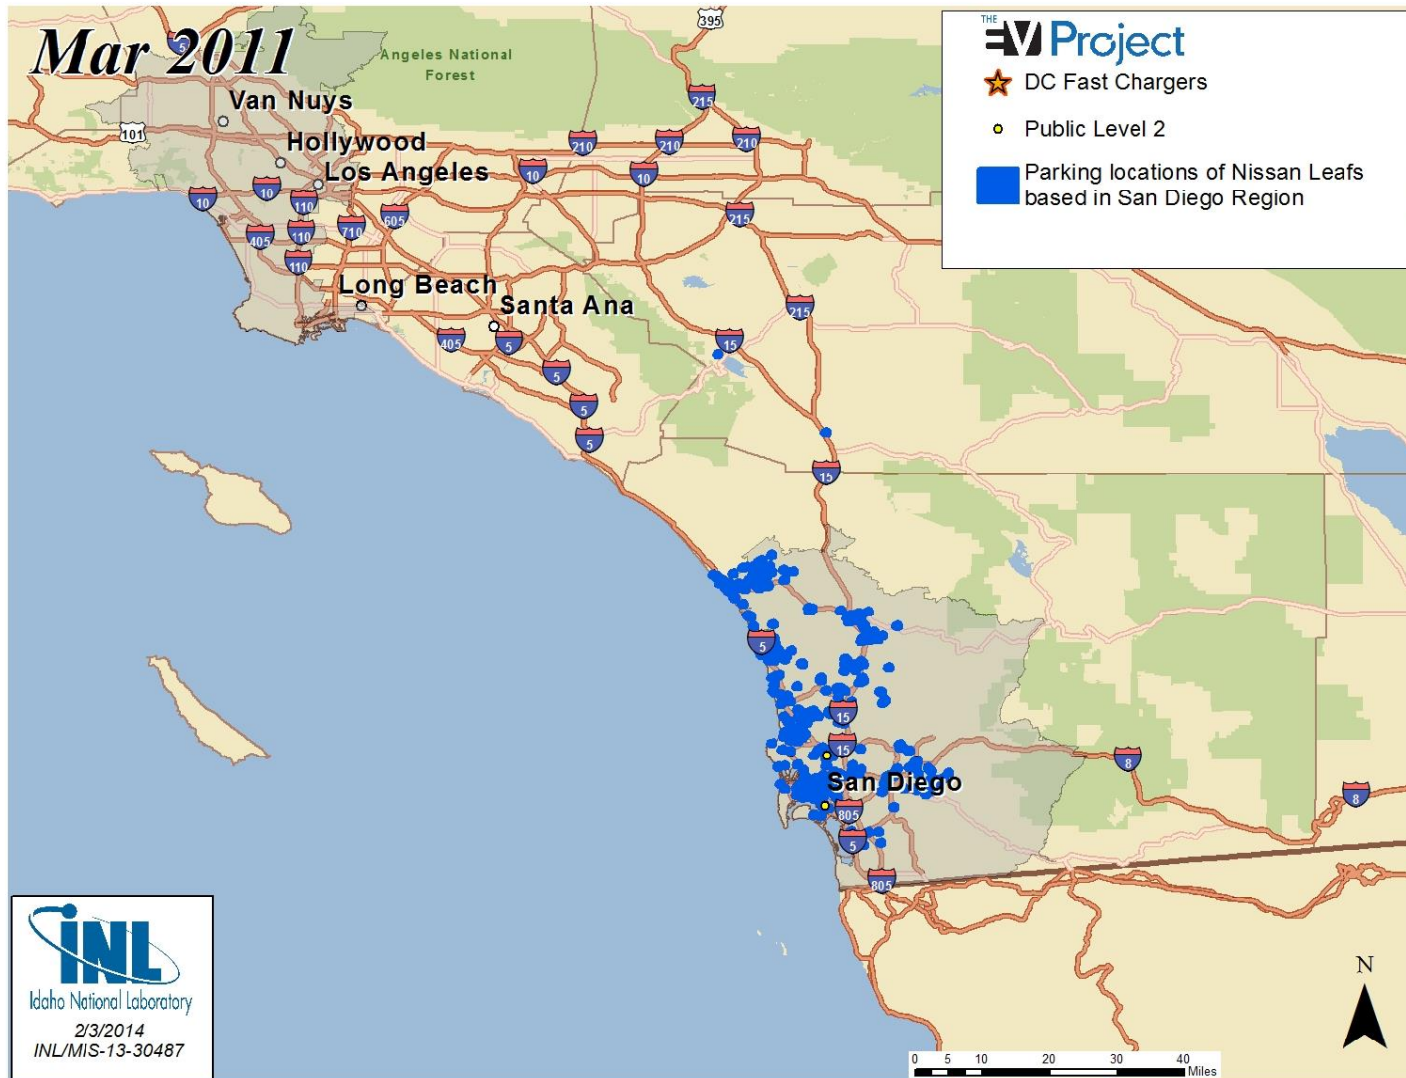 Mar 2011
THE
EV Project
DC Fast Chargers
Public Level 2
Parking locations of Nissan Leafs
based in San Diego Region
395
5
Angeles National
Forest
215
Van Nuys
101
Hollywood
210
210
210
Los Angeles
10
10
10
10
110
605
215
405
110
710
110
Long Beach
Santa Ana
215
405
5
15
5
5
5
15
5
15
15
8
San Diego
8
805
5
805
INL
Idaho National Laboratory
2/3/2014
INL/MIS-13-30487
N
0 5 10 20 30 40
Miles